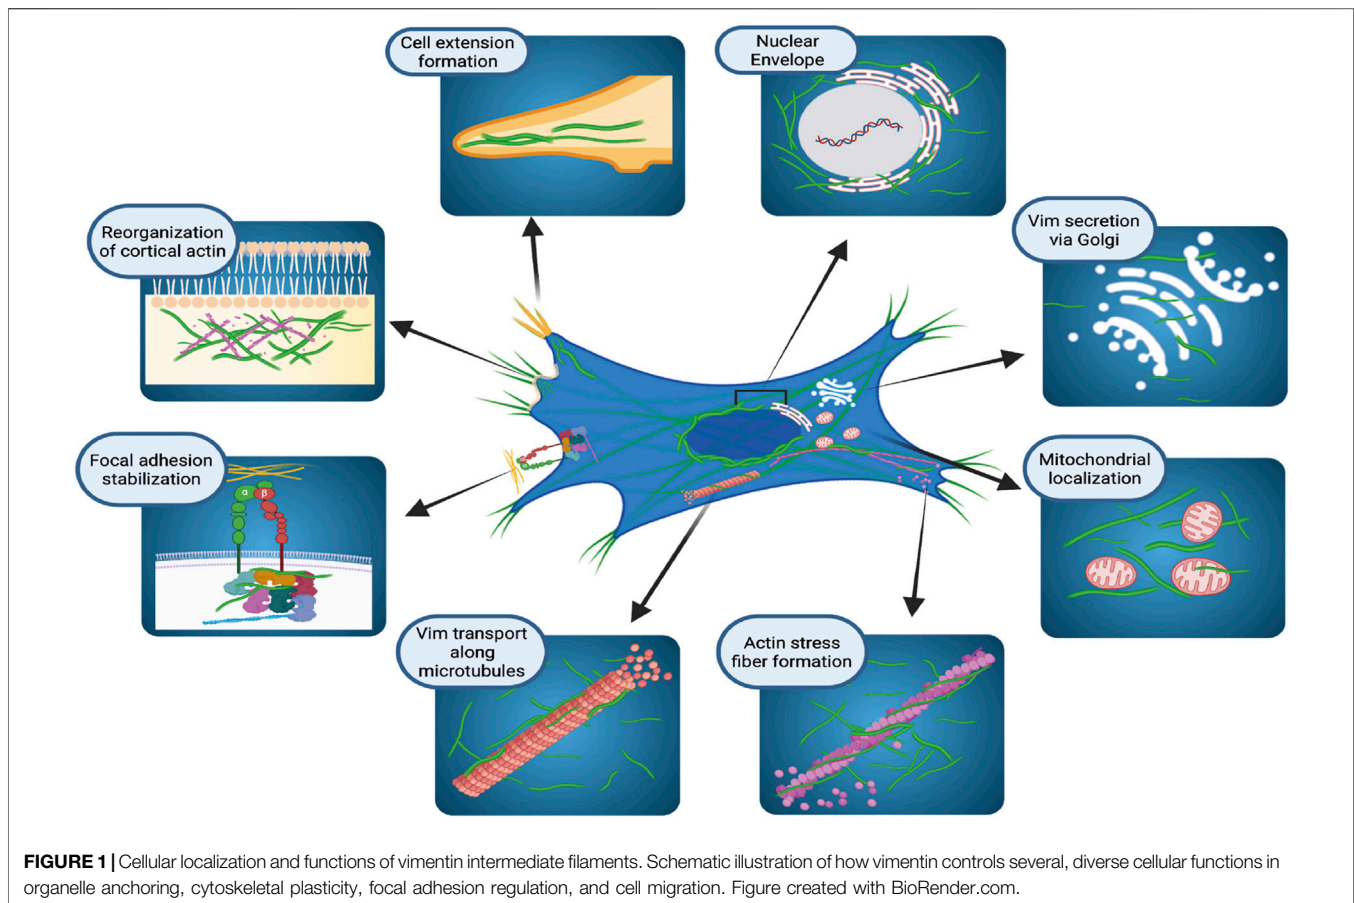 Cell extension
formation
Nuclear
Envelope
Reorganization
of cortical actin
Vim secretion
via Golgi
Focal adhesion
stabilization
α
β
Mitochondrial
localization
Vim transport
along
microtubules
Actin stress
fiber formation
FIGURE 1 | Cellular localization and functions of vimentin intermediate filaments. Schematic illustration of how vimentin controls several, diverse cellular functions in
organelle anchoring, cytoskeletal plasticity, focal adhesion regulation, and cell migration. Figure created with BioRender.com.